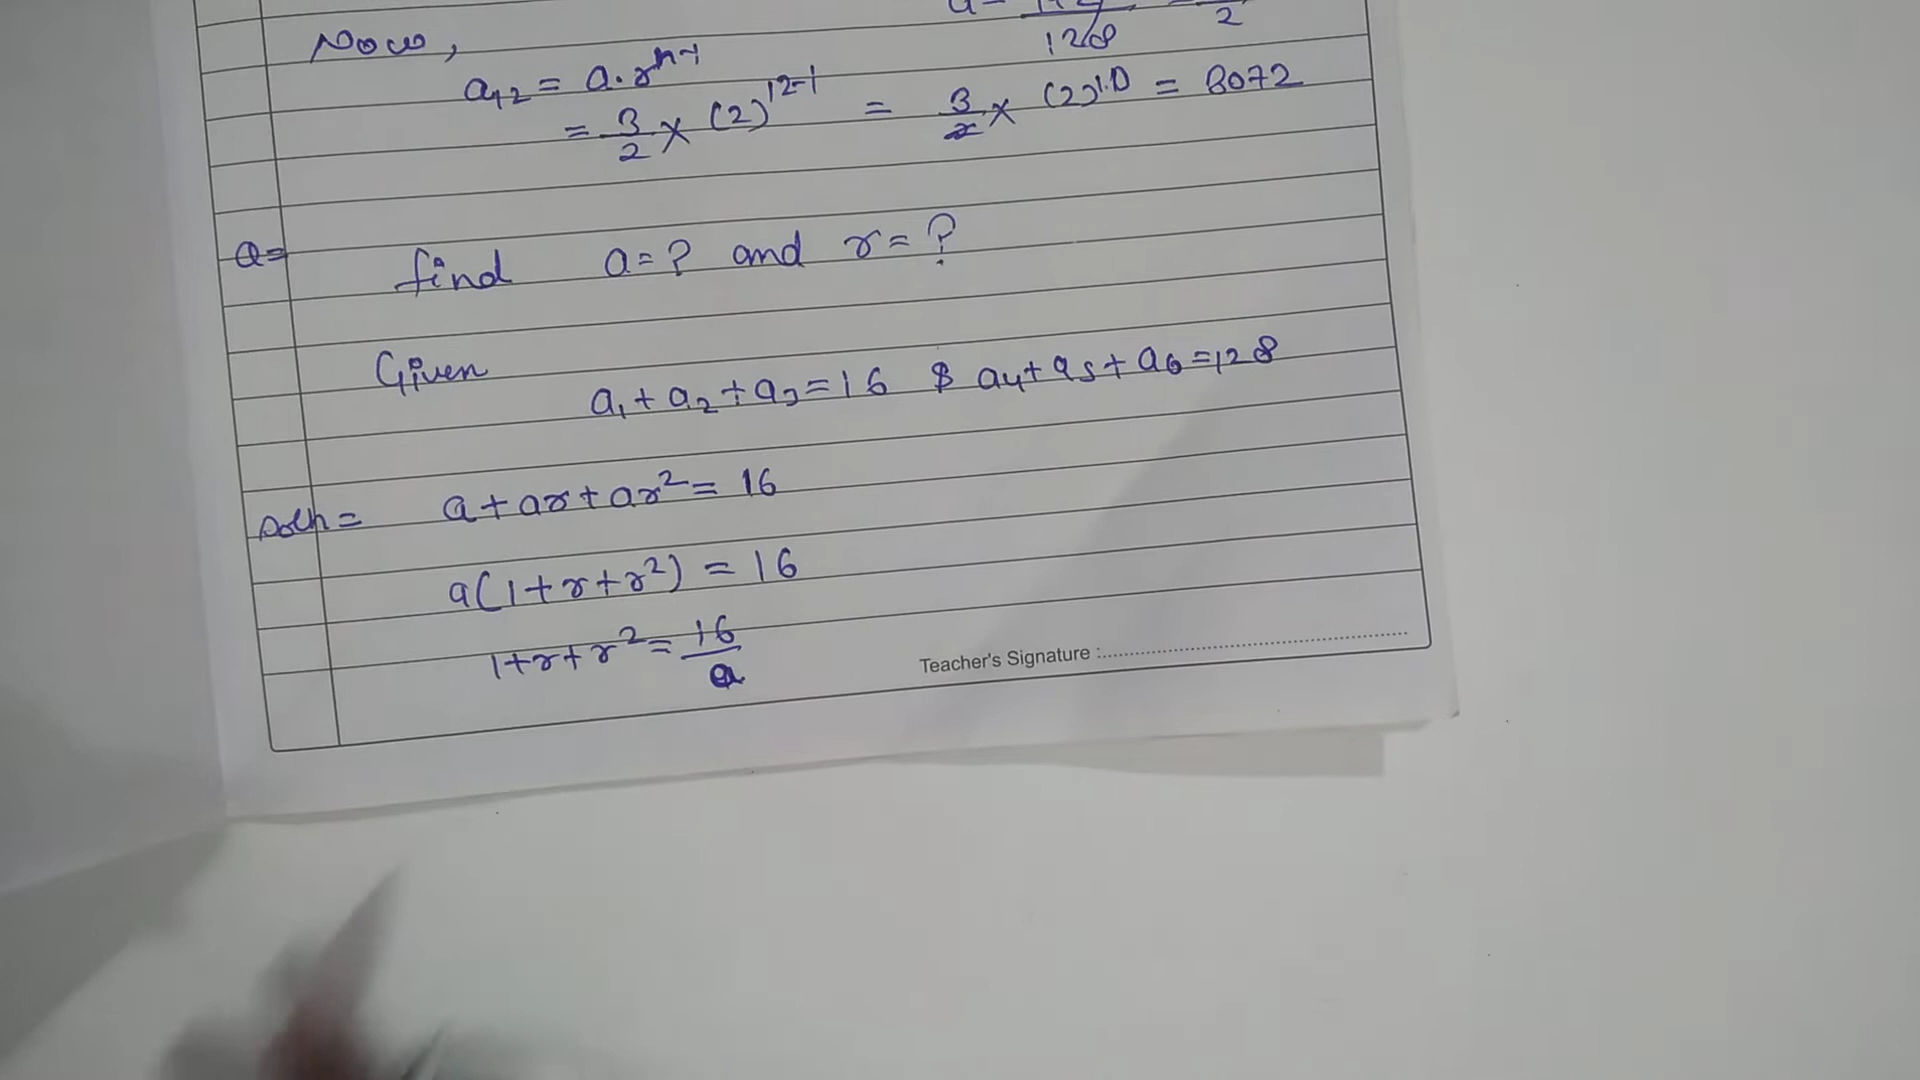 Now,
a12 = a.r^n-1
= 3/2 × (2)^12-1 = 3/2 × (2)^10 = 8072
Q= find a=? and r=?
Given
a1+a2+a3=16 & a4+a5+a6=128
Soln= a+ar+ar²= 16
a(1+r+r²) = 16
1+r+r²= 16/a
Teacher's Signature :